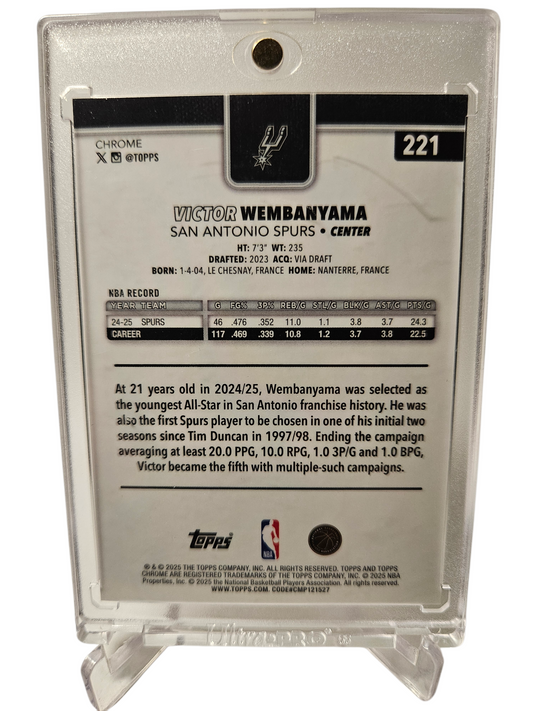 CHROME
221
@TOPPS
VICTOR WEMBANYAMA
SAN ANTONIO SPURS • CENTER
HT: 7'3" WT: 235
DRAFTED: 2023 ACQ: VIA DRAFT
BORN: 1-4-04, LE CHESNAY, FRANCE HOME: NANTERRE, FRANCE
NBA RECORD
YEAR TEAM G FG% 3P% REB/G STL/G BLK/G AST/G PTS/G
24-25 SPURS 46 .476 .352 11.0 1.1 3.8 3.7 24.3
CAREER 117 .469 .339 10.8 1.2 3.7 3.8 22.5
At 21 years old in 2024/25, Wembanyama was selected as
the youngest All-Star in San Antonio franchise history. He was
also the first Spurs player to be chosen in one of his initial two
seasons since Tim Duncan in 1997/98. Ending the campaign
averaging at least 20.0 PPG, 10.0 RPG, 1.0 3P/G and 1.0 BPG,
Victor became the fifth with multiple-such campaigns.
Topps
NBA
® & © 2025 THE TOPPS COMPANY, INC. ALL RIGHTS RESERVED. TOPPS AND TOPPS
CHROME ARE REGISTERED TRADEMARKS OF THE TOPPS COMPANY, INC. © 2025 NBA
Properties, Inc. © 2025 the National Basketball Players Association. All rights reserved.
WWW.TOPPS.COM. CODE#CMP121527
Ultra PRO